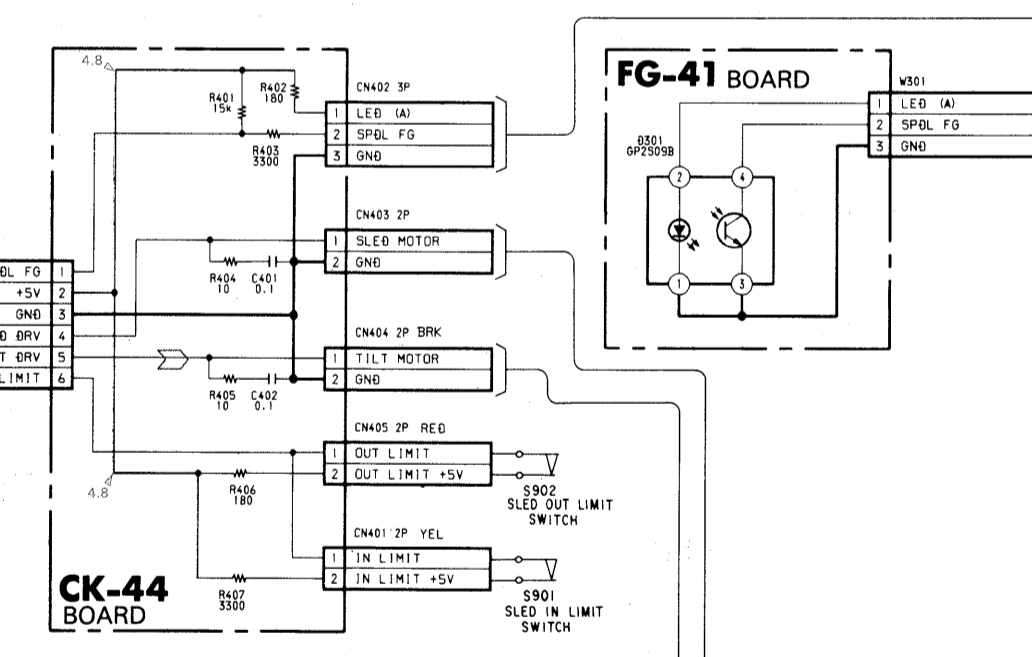 4.8
R401
15k
R402
180
R403
3300
CN402 3P
1 LED (A)
2 SPDL FG
3 GND
CN403 2P
1 SLED MOTOR
2 GND
R404
10
C401
0.1
DL FG 1
+5V 2
GND 3
D DRV 4
T DRV 5
LIMIT 6
CN404 2P BRK
1 TILT MOTOR
2 GND
R405
10
C402
0.1
CN405 2P RED
1 OUT LIMIT
2 OUT LIMIT +5V
4.8
R406
180
S902
SLED OUT LIMIT
SWITCH
CN401 2P YEL
1 IN LIMIT
2 IN LIMIT +5V
R407
3300
S901
SLED IN LIMIT
SWITCH
CK-44
BOARD
FG-41 BOARD
W301
1 LED (A)
2 SPDL FG
3 GND
D301
GP2S09B
2
4
1
3